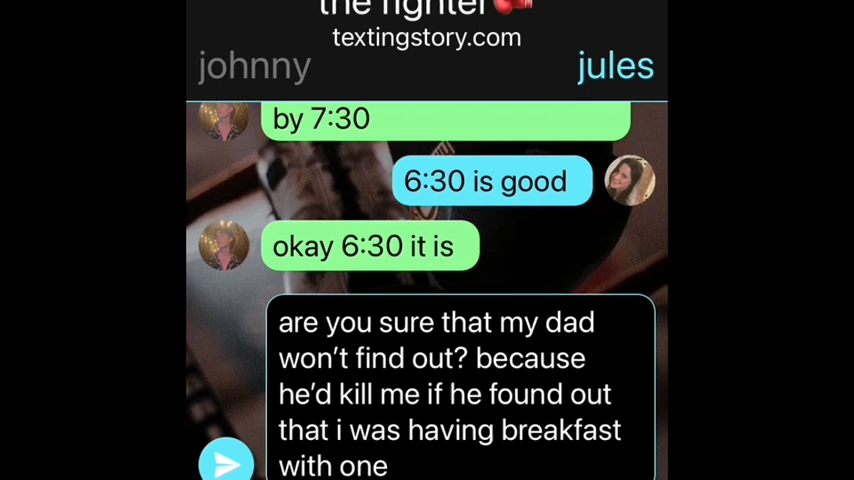 the fighter🥊
textingstory.com
johnny
jules
by 7:30
6:30 is good
okay 6:30 it is
are you sure that my dad
won’t find out? because
he’d kill me if he found out
that i was having breakfast
with one